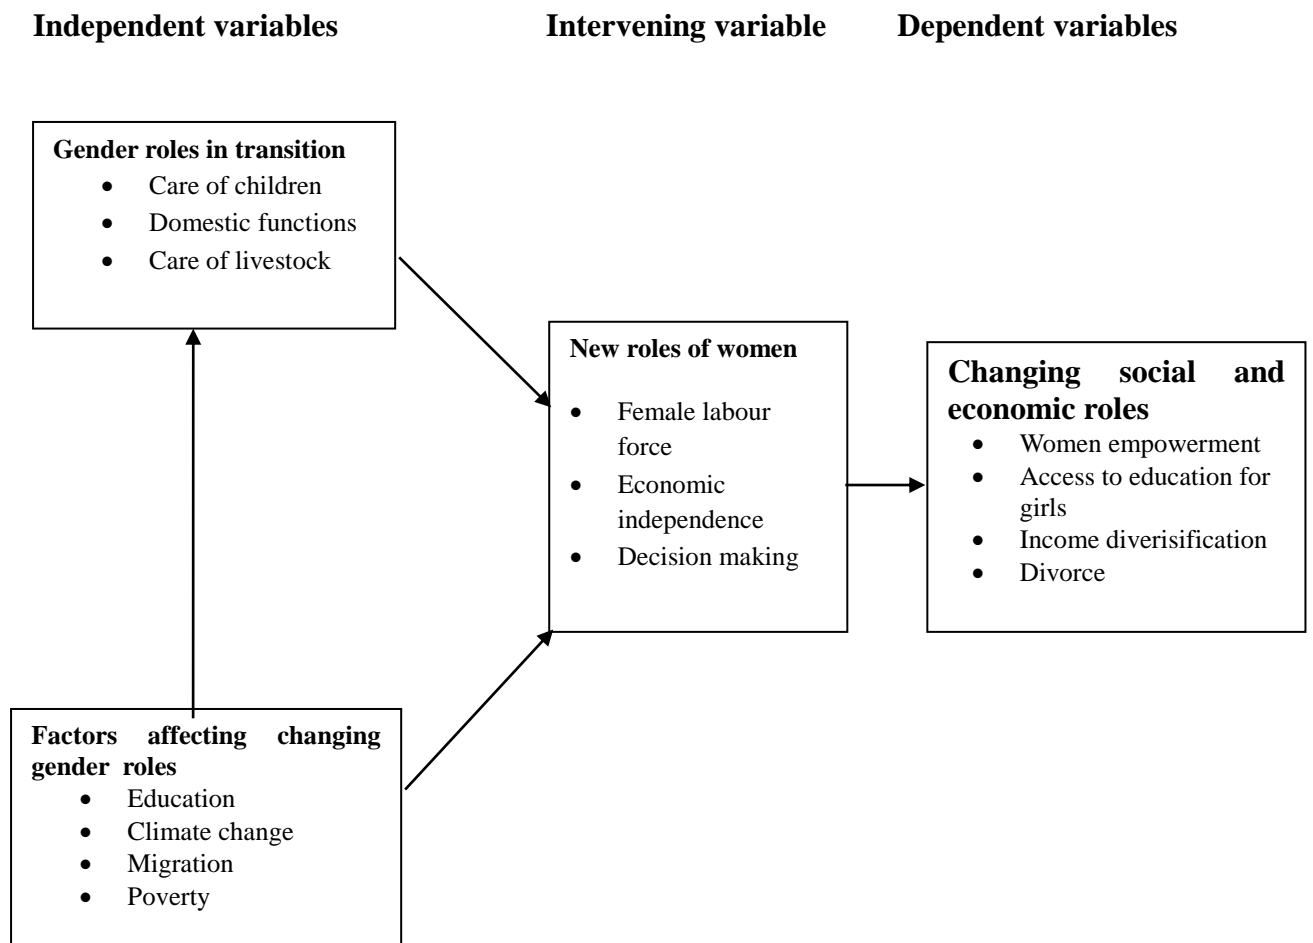 Independent variables
Intervening variable
Dependent variables
Gender roles in transition
• Care of children
• Domestic functions
• Care of livestock
New roles of women
• Female labour
force
• Economic
independence
• Decision making
Changing social and
economic roles
• Women empowerment
• Access to education for
girls
• Income diverisification
• Divorce
Factors affecting changing
gender roles
• Education
• Climate change
• Migration
• Poverty